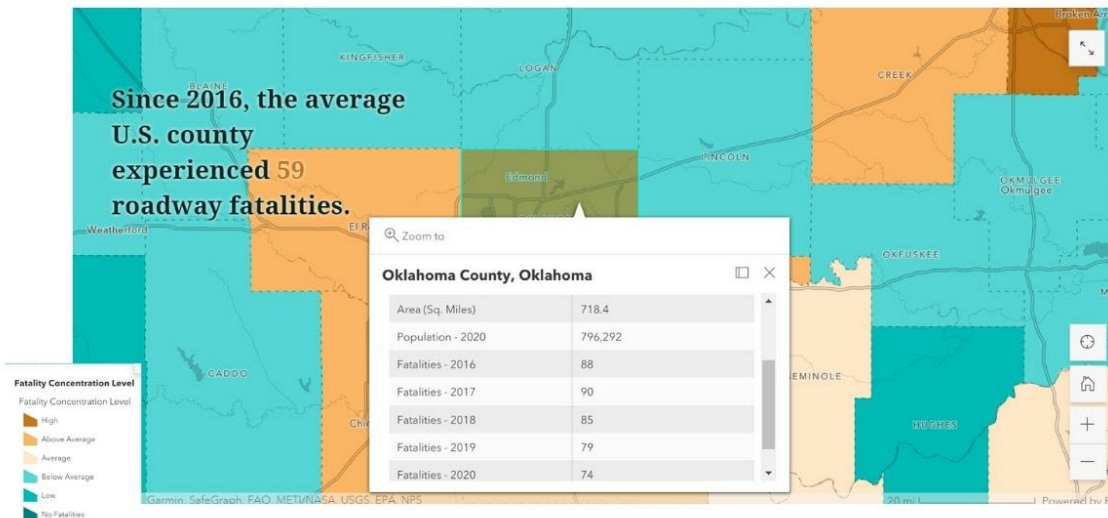 Broken Arr
KINGFISHER
LOGAN
CREEK
BLAINE
Since 2016, the average
U.S. county
experienced 59
roadway fatalities.
LINCOLN
Edmond
OKMULGEE
Okmulgee
Weatherford
El R
Zoom to
OKFUSKEE
Oklahoma County, Oklahoma
Area (Sq. Miles) 718.4
Population - 2020 796,292
Fatalities - 2016 88
Fatalities - 2017 90
Fatalities - 2018 85
Fatalities - 2019 79
Fatalities - 2020 74
CADDO
EMINOLE
Chic
HUGHES
Fatality Concentration Level
Fatality Concentration Level
High
Above Average
Average
Below Average
Low
No Fatalities
Garmin, SafeGraph, FAO, METI/NASA, USGS, EPA, NPS
20 mi
Powered by E